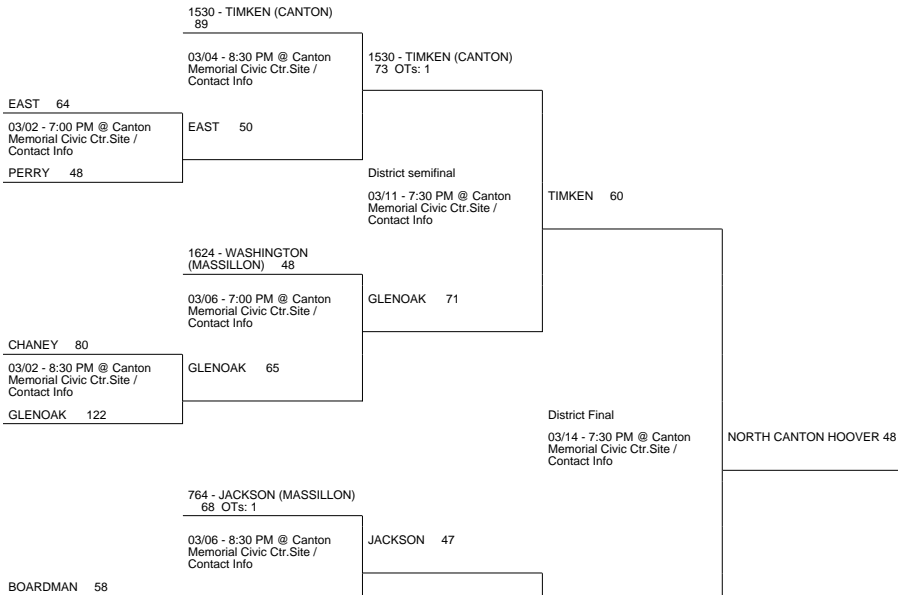 1530 - TIMKEN (CANTON)
89
03/04 - 8:30 PM @ Canton
Memorial Civic Ctr.Site /
Contact Info
1530 - TIMKEN (CANTON)
73 OTs: 1
EAST 64
03/02 - 7:00 PM @ Canton
Memorial Civic Ctr.Site /
Contact Info
EAST 50
PERRY 48
District semifinal
03/11 - 7:30 PM @ Canton
Memorial Civic Ctr.Site /
Contact Info
TIMKEN 60
1624 - WASHINGTON
(MASSILLON) 48
03/06 - 7:00 PM @ Canton
Memorial Civic Ctr.Site /
Contact Info
GLENOAK 71
CHANEY 80
03/02 - 8:30 PM @ Canton
Memorial Civic Ctr.Site /
Contact Info
GLENOAK 65
GLENOAK 122
District Final
03/14 - 7:30 PM @ Canton
Memorial Civic Ctr.Site /
Contact Info
NORTH CANTON HOOVER 48
764 - JACKSON (MASSILLON)
68 OTs: 1
03/06 - 8:30 PM @ Canton
Memorial Civic Ctr.Site /
Contact Info
JACKSON 47
BOARDMAN 58